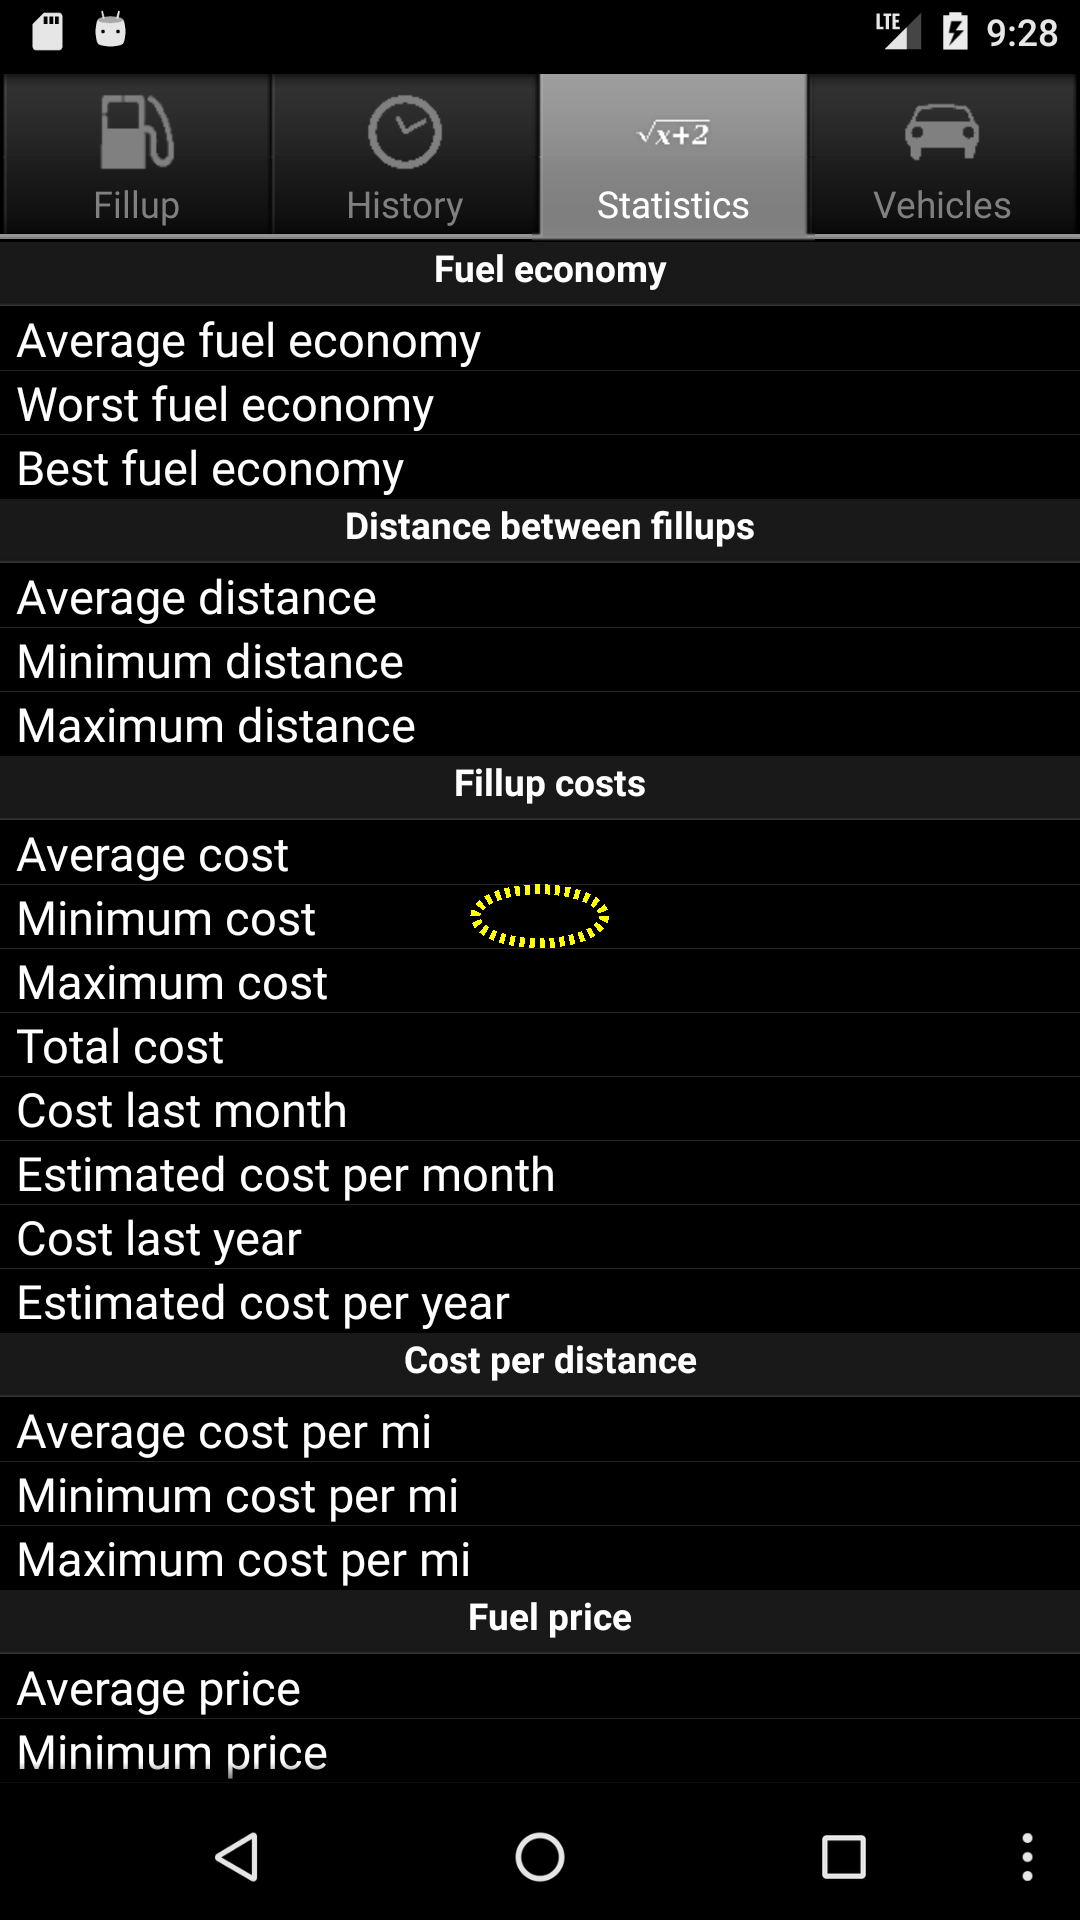 LTE 9:28
√x+2
Fillup History Statistics Vehicles
Fuel economy
Average fuel economy
Worst fuel economy
Best fuel economy
Distance between fillups
Average distance
Minimum distance
Maximum distance
Fillup costs
Average cost
Minimum cost
Maximum cost
Total cost
Cost last month
Estimated cost per month
Cost last year
Estimated cost per year
Cost per distance
Average cost per mi
Minimum cost per mi
Maximum cost per mi
Fuel price
Average price
Minimum price